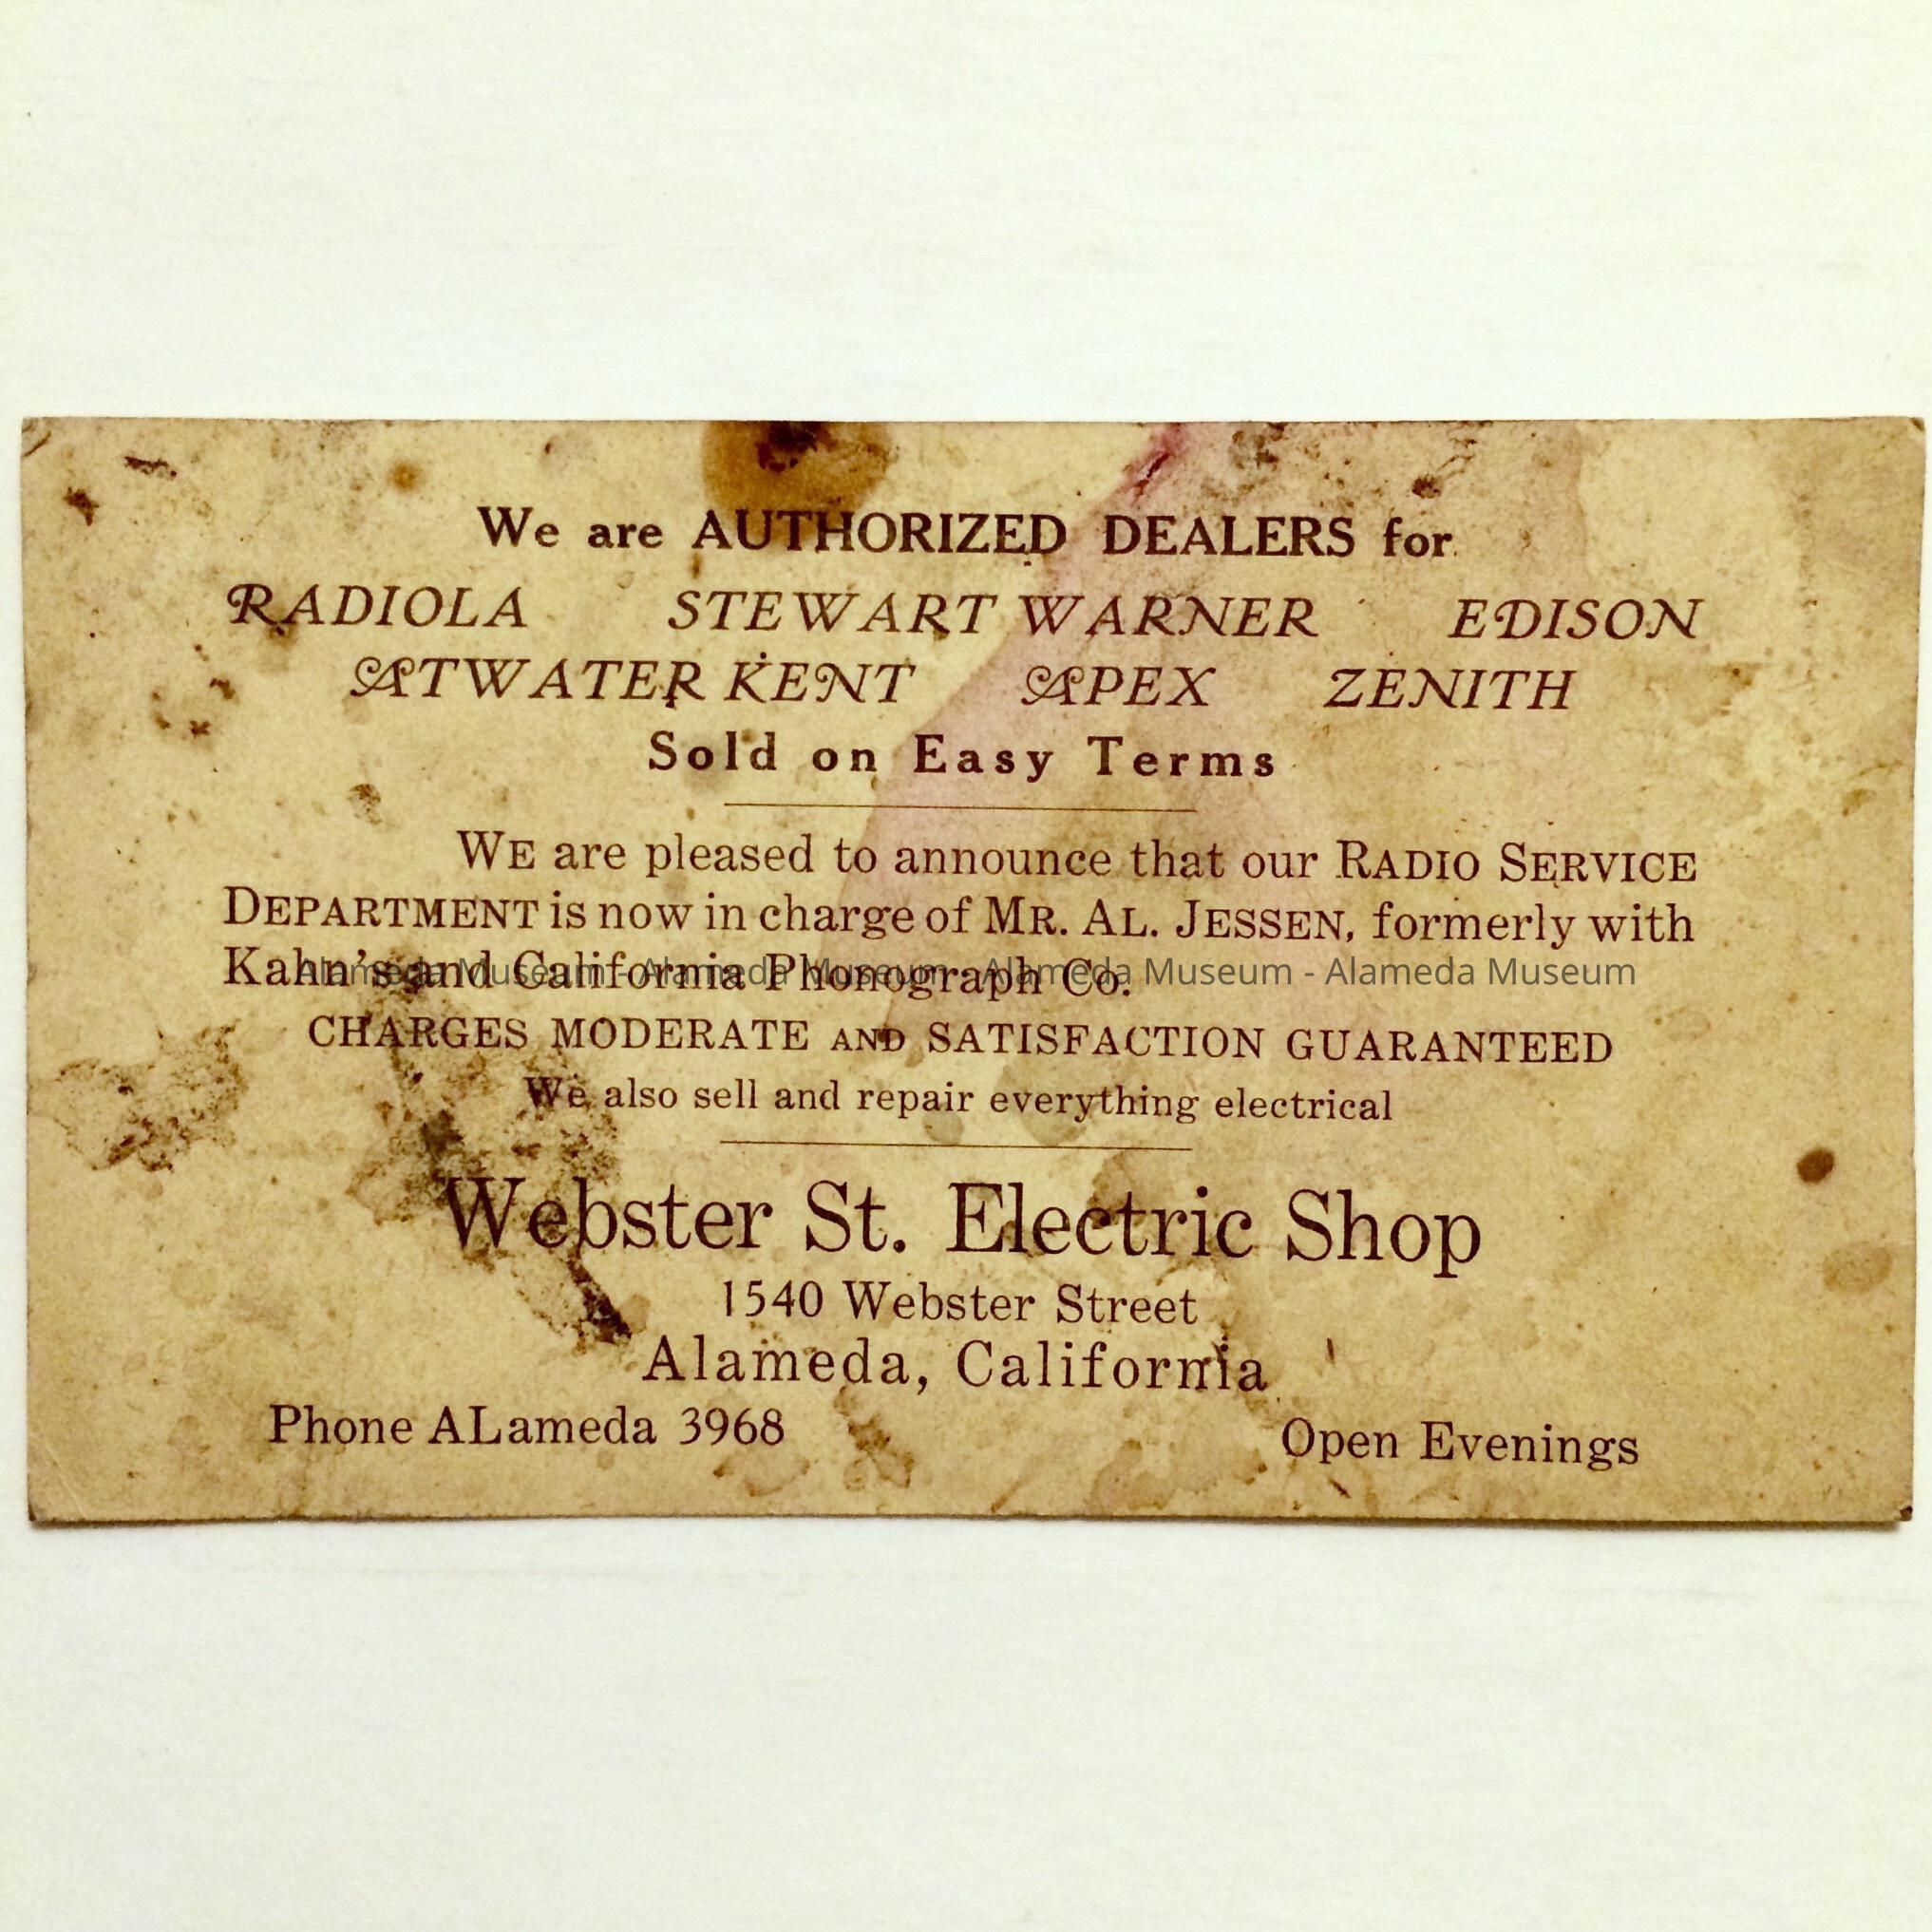 We are AUTHORIZED DEALERS for
RADIOLA STEWART WARNER EDISON
ATWATER KENT APEX ZENITH
Sold on Easy Terms
WE are pleased to announce that our RADIO SERVICE
DEPARTMENT is now in charge of MR. AL. JESSEN, formerly with
Kahn's and California Phonograph Co.
Alameda Museum - Alameda Museum - Alameda Museum - Alameda Museum
CHARGES MODERATE AND SATISFACTION GUARANTEED
We also sell and repair everything electrical
Webster St. Electric Shop
1540 Webster Street
Alameda, California
Phone ALameda 3968 Open Evenings